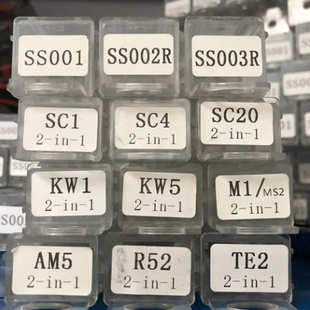 SS001
SS002R
SS003R
SC1
2-in-1
SC4
2-in-1
SC20
2-in-1
KW1
2-in-1
KW5
2-in-1
M1/MS2
2-in-1
AM5
2-in-1
R52
2-in-1
TE2
2-in-1